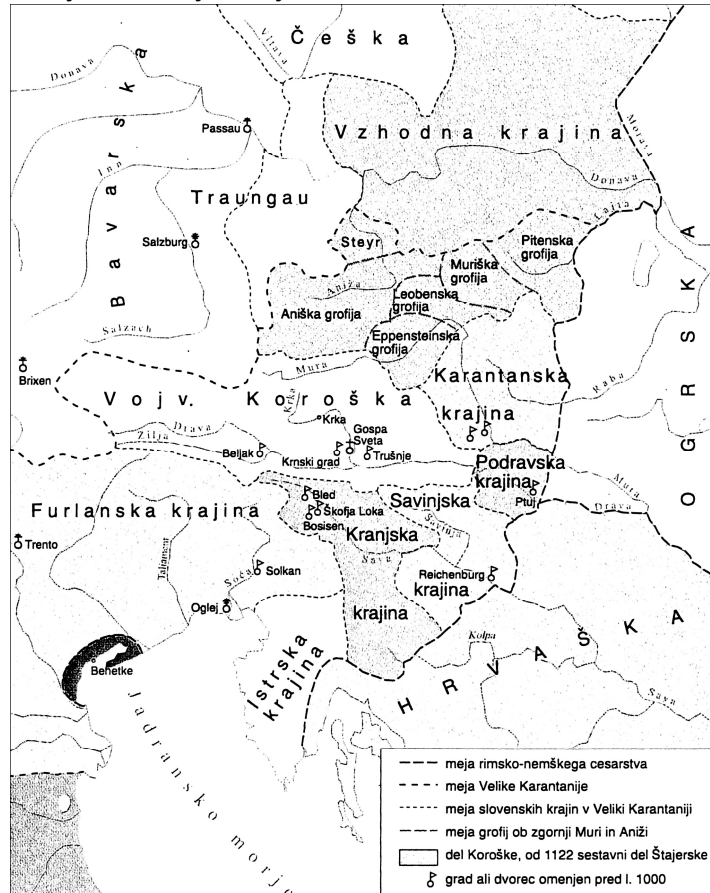 Češka
Vltava
Donava
Bavarska
Passau
Vzhodna krajina
Morava
Inn
Donava
Traungau
Lajta
Salzburg
Steyr
Pitenska
grofija
Muriška
grofija
Aniža
Leobenska
grofija
Aniška grofija
Eppensteinska
grofija
Salzach
OGRSKA
Brixen
Mura
Karantanska
krajina
Raba
Vojv. Koroška
Krka
Krka
Gospa
Sveta
Drava
Zilja
Beljak
Krnski grad
Trušnje
Podravska
krajina
Ptuj
Mura
Drava
Bled
Škofja Loka
Bosisen
Savinjska
krajina
Savinja
Furlanska krajina
Kranjska
krajina
Sava
Trento
Taliament
Soča
Solkan
Reichenburg
Oglej
Kolpa
HRVAŠKA
Sava
Istrska
krajina
Benetke
Jadransko morje
meja rimsko-nemškega cesarstva
meja Velike Karantanije
meja slovenskih krajin v Veliki Karantaniji
meja grofij ob zgornji Muri in Aniži
del Koroške, od 1122 sestavni del Štajerske
grad ali dvorec omenjen pred l. 1000